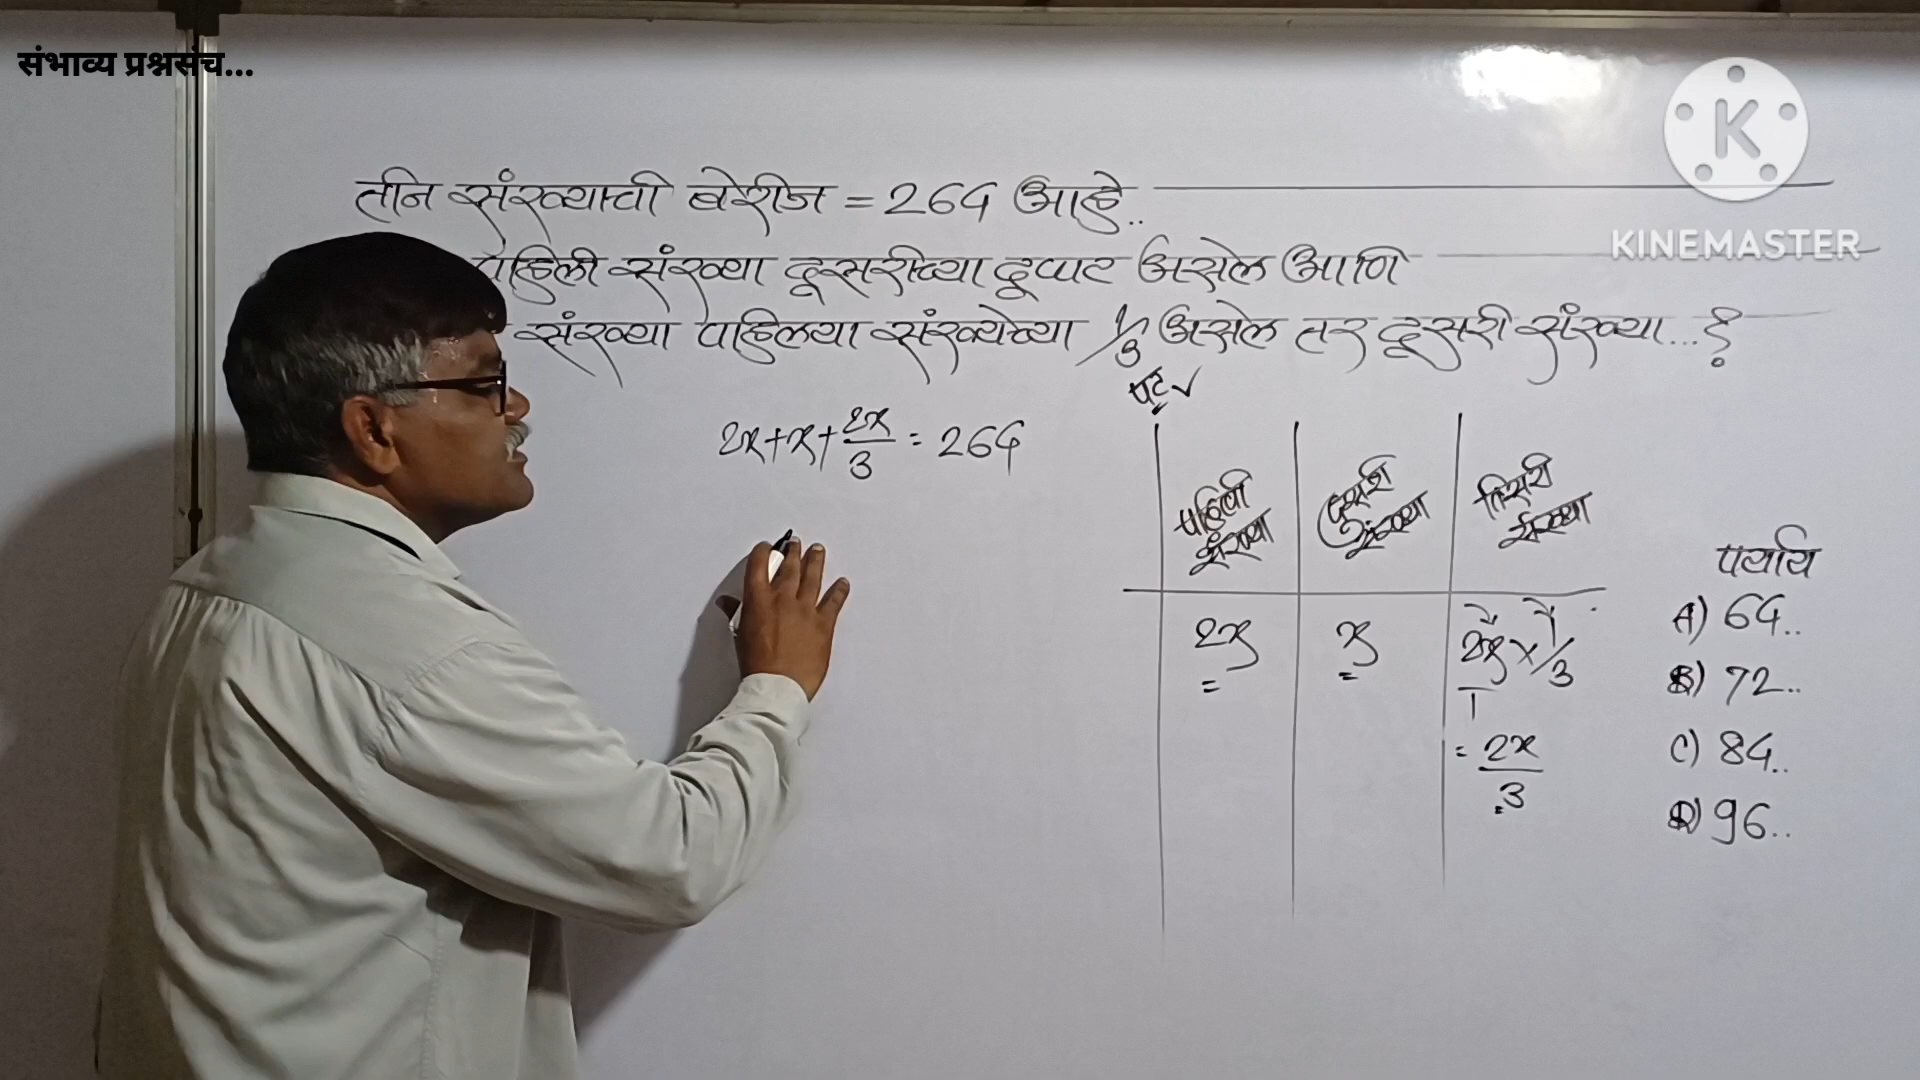 संभाव्य प्रश्नसंच...
KINEMASTER
तीन संख्याची बेरीज = 264 आहे..
पहिली संख्या दूसरीच्या दूप्पट असेल आणि
संख्या पहिल्या संख्येच्या 1/3 असेल तर दूसरी संख्या...?
पट ✓
2x+x+2x/3 = 264
पहिली संख्या
दूसरी संख्या
तिसरी संख्या
2x
x
2x × 1/3
= 2x/3
पर्याय
A) 64..
B) 72..
C) 84..
D) 96..